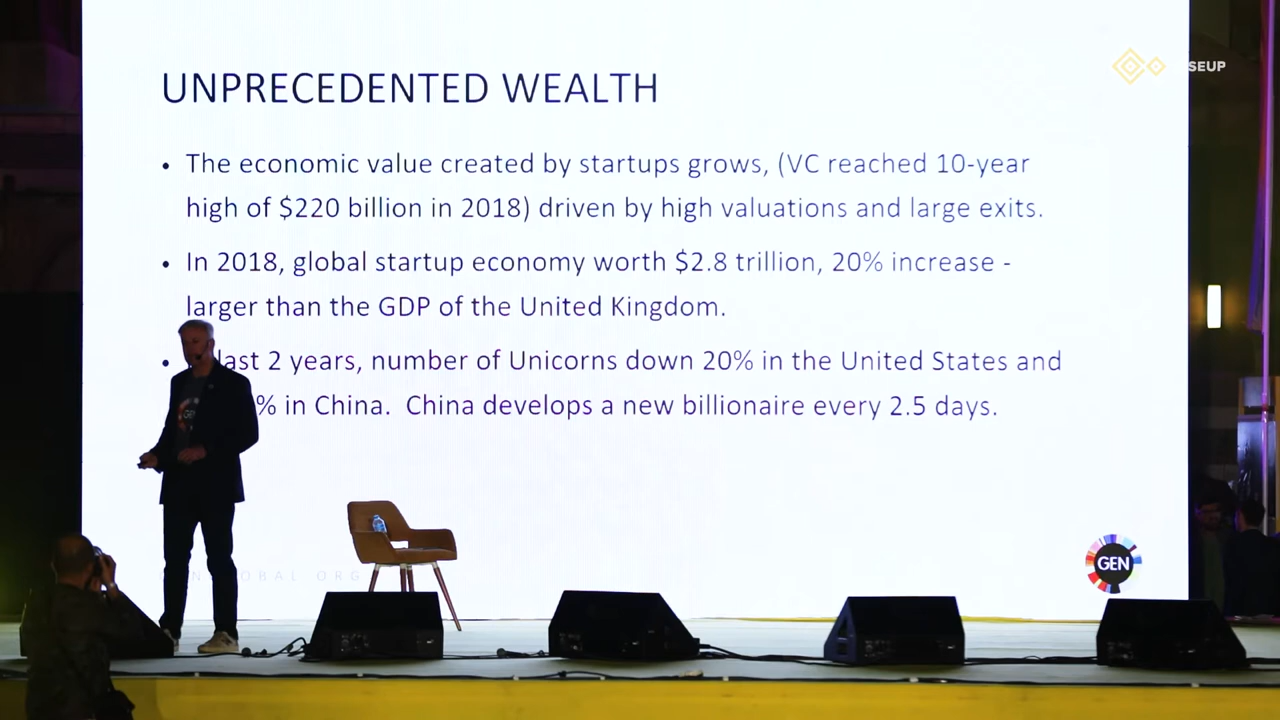 UNPRECEDENTED WEALTH
SEUP
• The economic value created by startups grows, (VC reached 10-year
high of $220 billion in 2018) driven by high valuations and large exits.
• In 2018, global startup economy worth $2.8 trillion, 20% increase -
larger than the GDP of the United Kingdom.
• last 2 years, number of Unicorns down 20% in the United States and
% in China. China develops a new billionaire every 2.5 days.
GEN
OBAL ORG